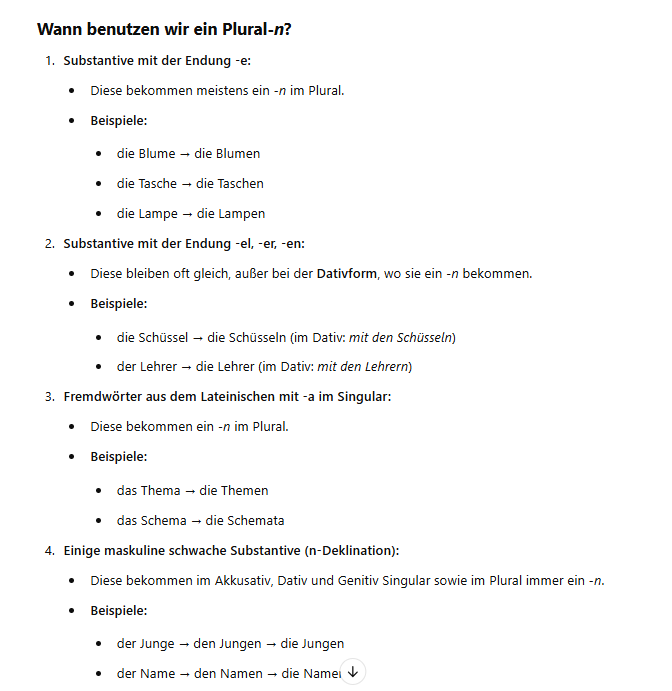 Wann benutzen wir ein Plural-n?
1. Substantive mit der Endung -e:
• Diese bekommen meistens ein -n im Plural.
• Beispiele:
• die Blume → die Blumen
• die Tasche → die Taschen
• die Lampe → die Lampen
2. Substantive mit der Endung -el, -er, -en:
• Diese bleiben oft gleich, außer bei der Dativform, wo sie ein -n bekommen.
• Beispiele:
• die Schüssel → die Schüsseln (im Dativ: mit den Schüsseln)
• der Lehrer → die Lehrer (im Dativ: mit den Lehrern)
3. Fremdwörter aus dem Lateinischen mit -a im Singular:
• Diese bekommen ein -n im Plural.
• Beispiele:
• das Thema → die Themen
• das Schema → die Schemata
4. Einige maskuline schwache Substantive (n-Deklination):
• Diese bekommen im Akkusativ, Dativ und Genitiv Singular sowie im Plural immer ein -n.
• Beispiele:
• der Junge → den Jungen → die Jungen
• der Name → den Namen → die